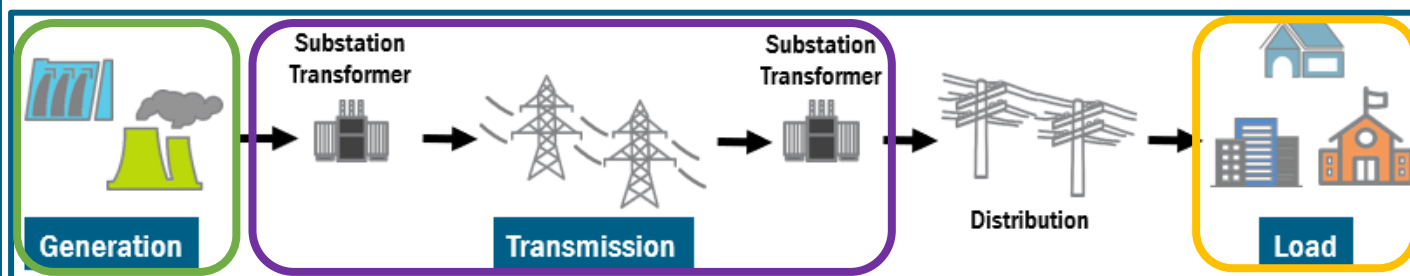 Substation
Transformer
Substation
Transformer
Generation
Transmission
Distribution
Load